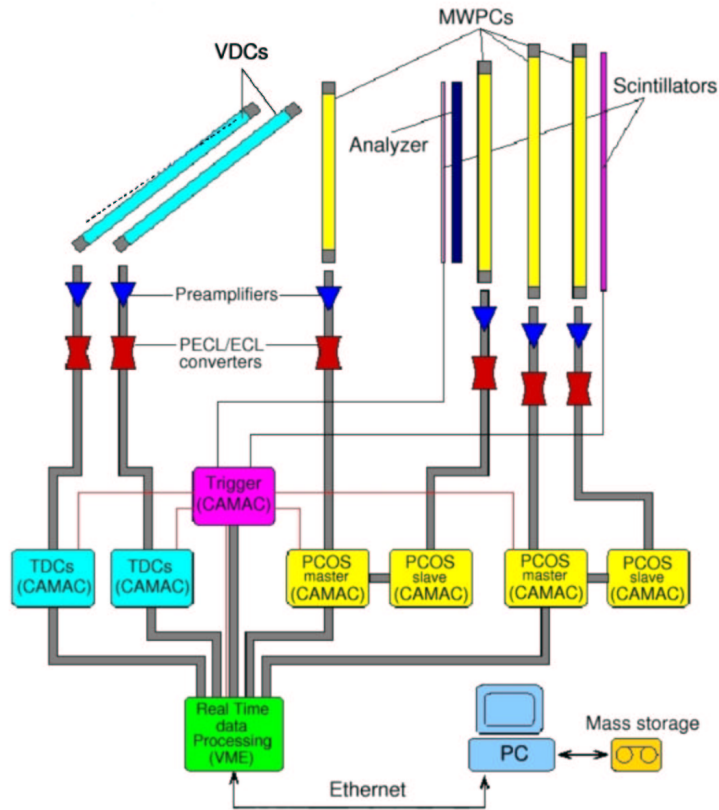 MWPCs
VDCs
Scintillators
Analyzer
Preamplifiers
PECL/ECL
converters
Trigger
(CAMAC)
TDCs
(CAMAC)
TDCs
(CAMAC)
PCOS
master
(CAMAC)
PCOS
slave
(CAMAC)
PCOS
master
(CAMAC)
PCOS
slave
(CAMAC)
Real Time
data
Processing
(VME)
PC
Mass storage
Ethernet